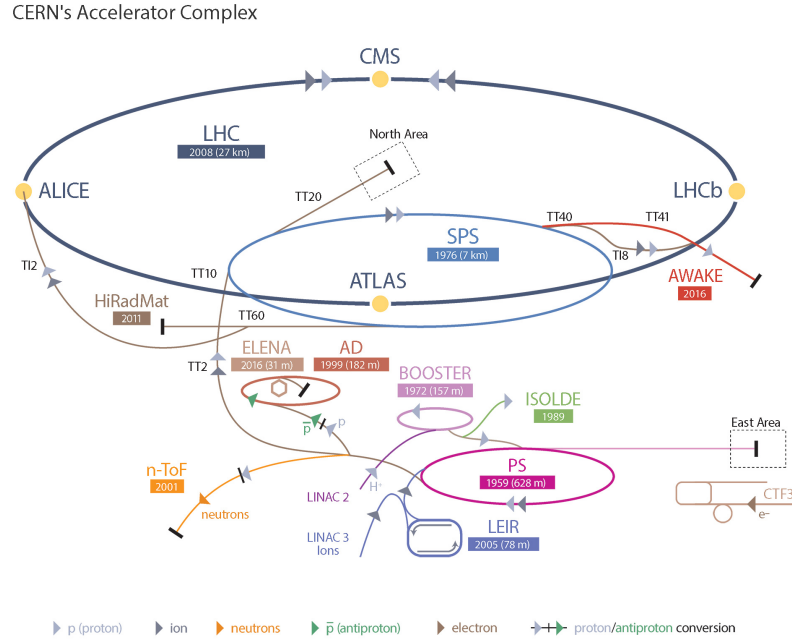 CERN's Accelerator Complex
CMS
LHC
2008 (27 km)
North Area
ALICE
LHCb
TT20
TT40
TT41
SPS
1976 (7 km)
TI8
TI2
TT10
ATLAS
AWAKE
2016
HiRadMat
2011
TT60
TT2
ELENA
2016 (31 m)
AD
1999 (182 m)
BOOSTER
1972 (157 m)
ISOLDE
1989
p
p
East Area
n-ToF
2001
PS
1959 (628 m)
LINAC 2
H+
neutrons
CTF3
e-
LINAC 3
Ions
LEIR
2005 (78 m)
p (proton)
ion
neutrons
p (antiproton)
electron
proton/antiproton conversion